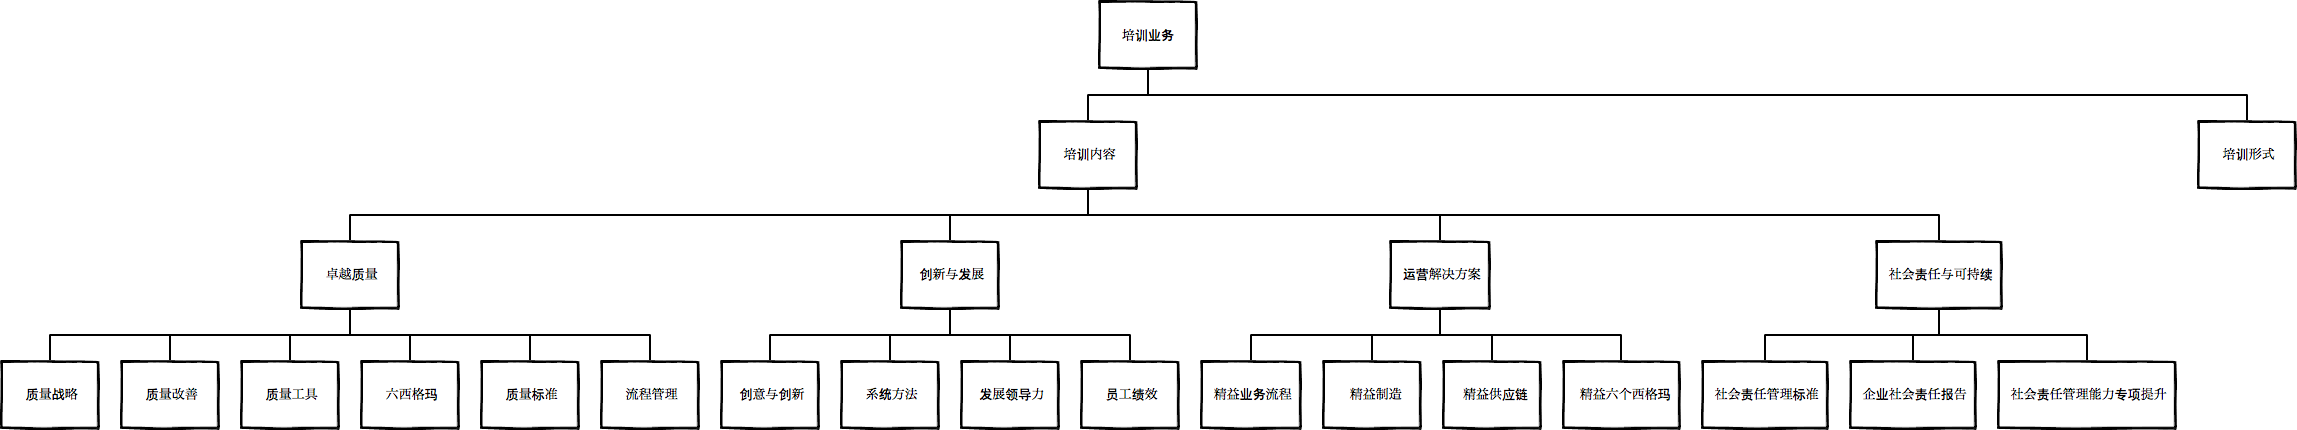 培训业务
培训内容
培训形式
卓越质量
创新与发展
运营解决方案
社会责任与可持续
质量战略
质量改善
质量工具
六西格玛
质量标准
流程管理
创意与创新
系统方法
发展领导力
员工绩效
精益业务流程
精益制造
精益供应链
精益六个西格玛
社会责任管理标准
企业社会责任报告
社会责任管理能力专项提升